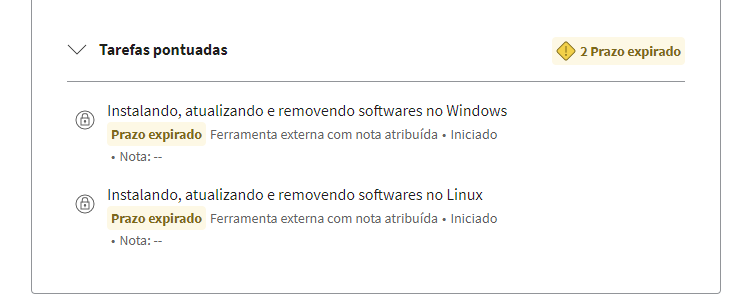 Tarefas pontuadas
2 Prazo expirado
Instalando, atualizando e removendo softwares no Windows
Prazo expirado Ferramenta externa com nota atribuída • Iniciado
• Nota: --
Instalando, atualizando e removendo softwares no Linux
Prazo expirado Ferramenta externa com nota atribuída • Iniciado
• Nota: --